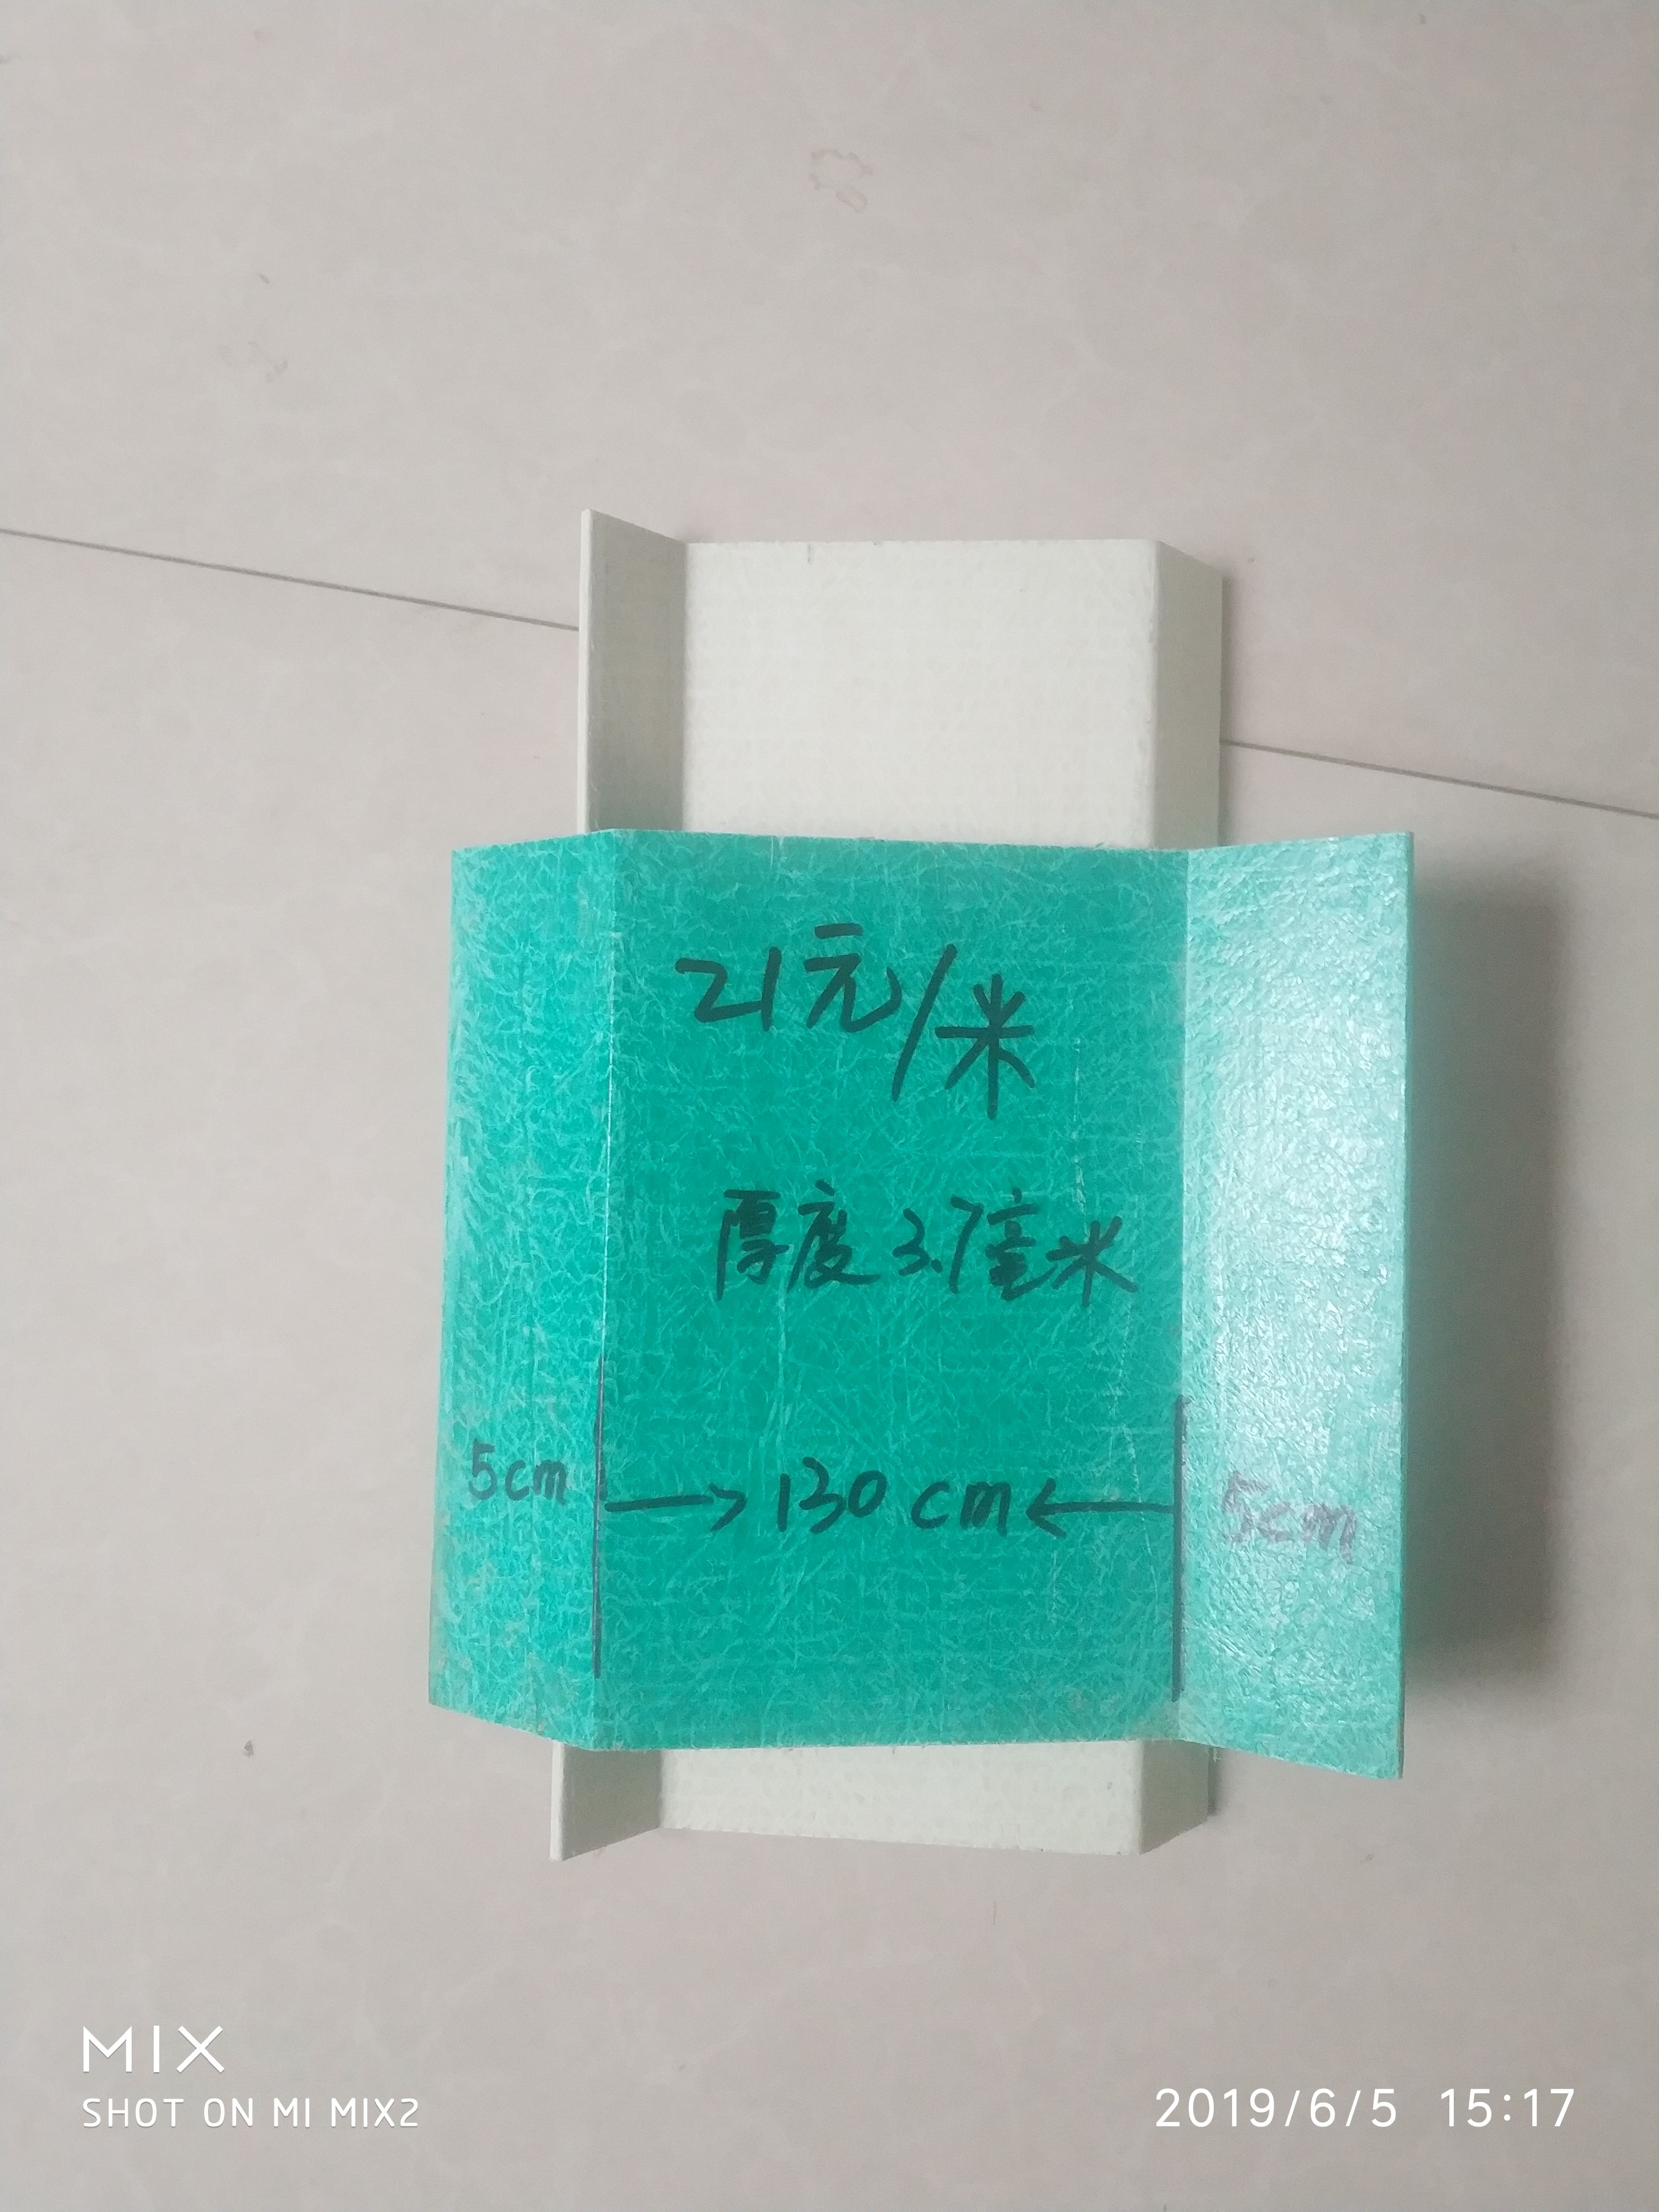 21元/米
厚度3.7毫米
5cm →130cm← 5cm
MIX
SHOT ON MI MIX2
2019/6/5 15:17